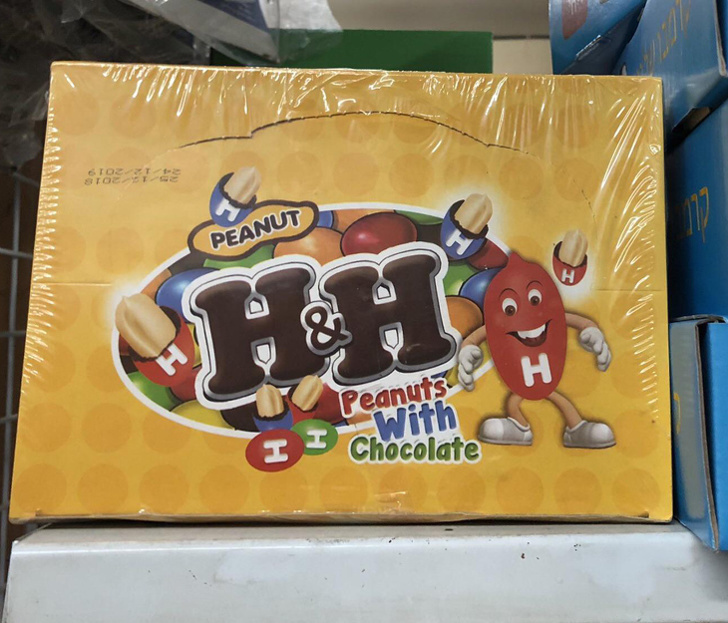 25/12/2018
24/12/2019
PEANUT
H
H
H
H&H
H
H
Peanuts
With
Chocolate
H
H